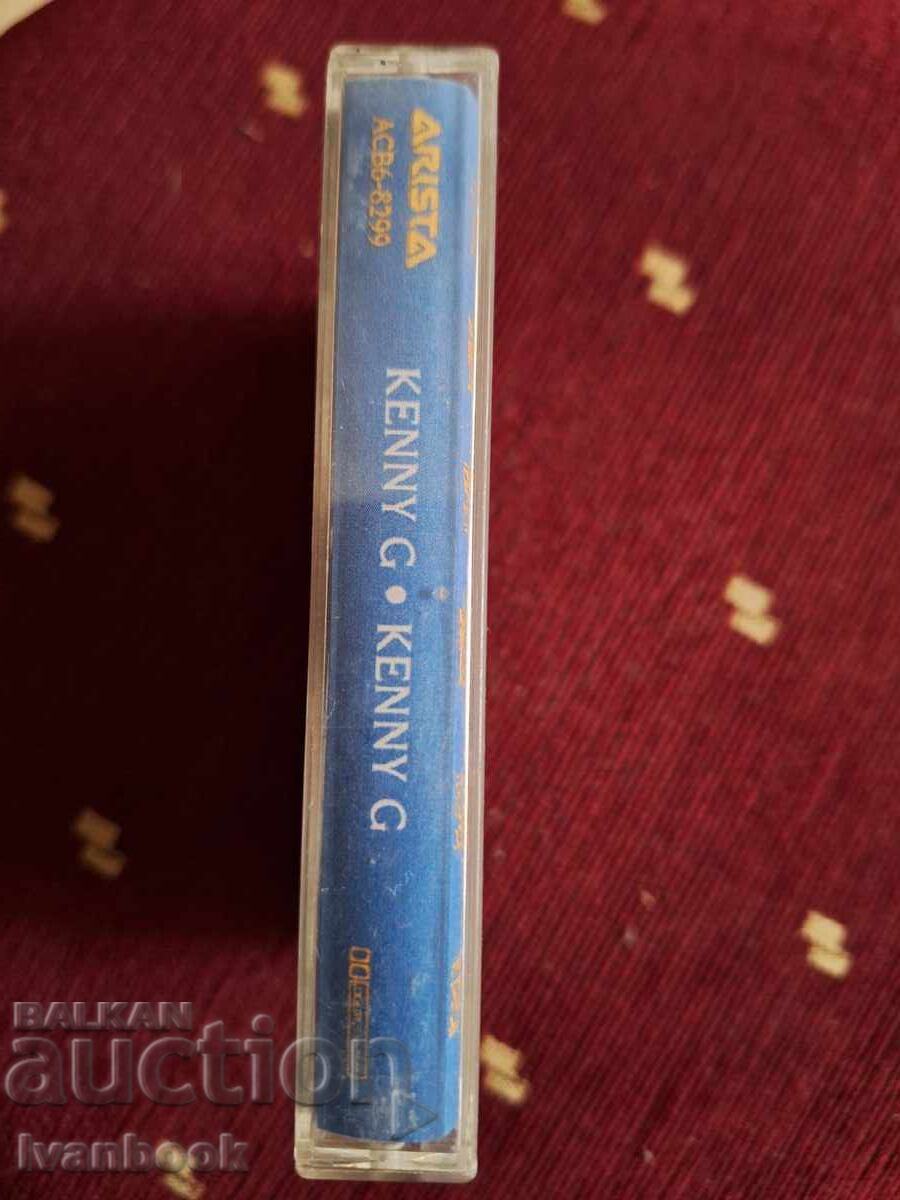 ARISTA
ACB6-8299
KENNY G • KENNY G
BALKAN
auction
Ivanbook